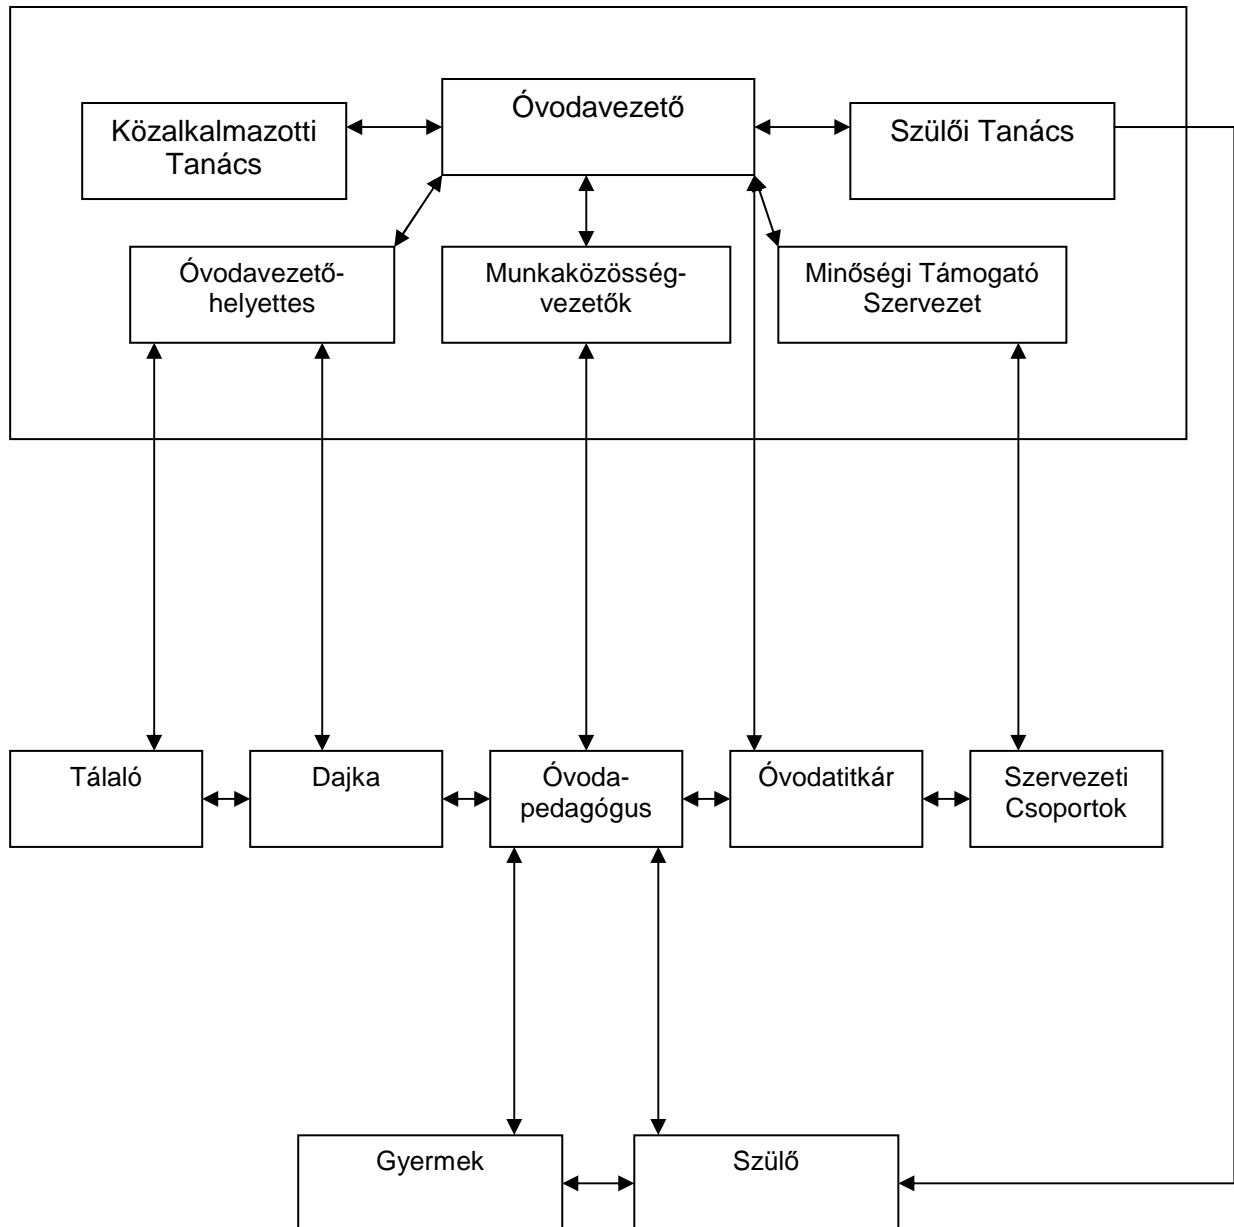 Óvodavezető
Közalkalmazotti
Tanács
Szülői Tanács
Óvodavezető-
helyettes
Munkaközösség-
vezetők
Minőségi Támogató
Szervezet
Tálaló
Dajka
Óvoda-
pedagógus
Óvodatitkár
Szervezeti
Csoportok
Gyermek
Szülő